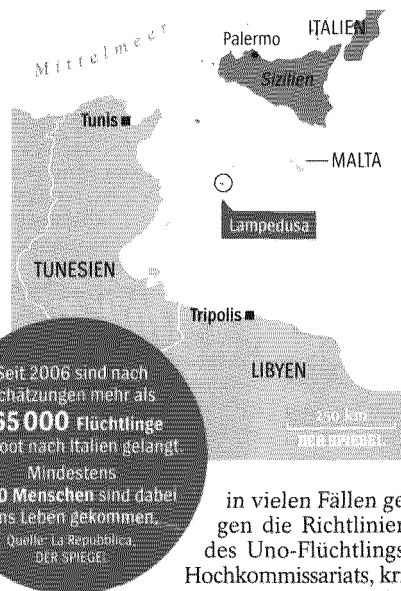 Mittelmeer
ITALIEN
Palermo
Sizilien
Tunis
MALTA
Lampedusa
TUNESIEN
Tripolis
LIBYEN
250 km
DER SPIEGEL
Seit 2006 sind nach
chätzungen mehr als
65 000 Flüchtlinge
oot nach Italien gelangt.
Mindestens
0 Menschen sind dabei
ns Leben gekommen.
Quelle: La Repubblica,
DER SPIEGEL
in vielen Fällen ge
gen die Richtlinien
des Uno-Flüchtlings
Hochkommissariats, kri